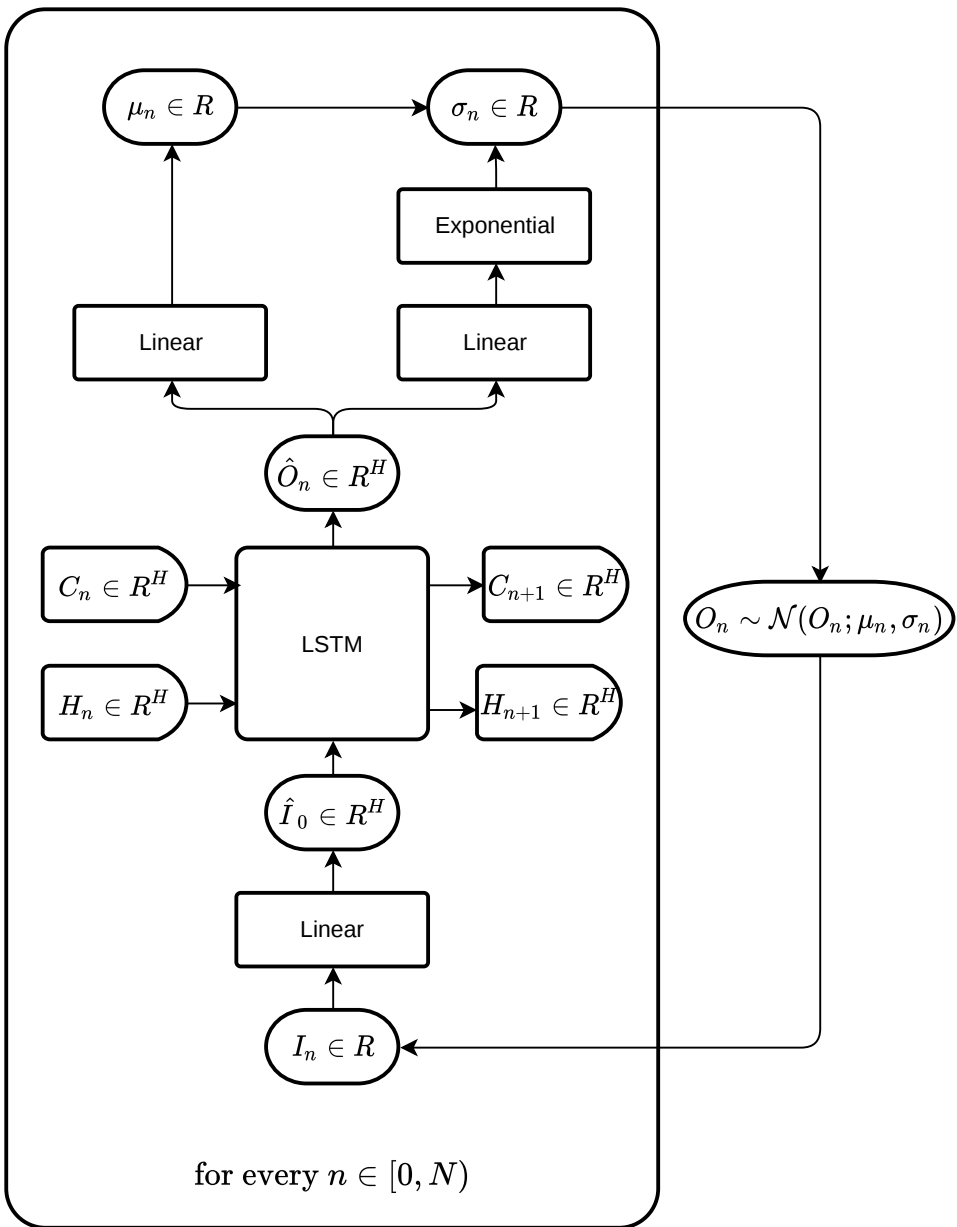 μ_n ∈ R
σ_n ∈ R
Exponential
Linear
Linear
Ô_n ∈ R^H
C_n ∈ R^H
C_{n+1} ∈ R^H
LSTM
O_n ∼ 𝒩(O_n; μ_n, σ_n)
H_n ∈ R^H
H_{n+1} ∈ R^H
Î_0 ∈ R^H
Linear
I_n ∈ R
for every n ∈ [0, N)